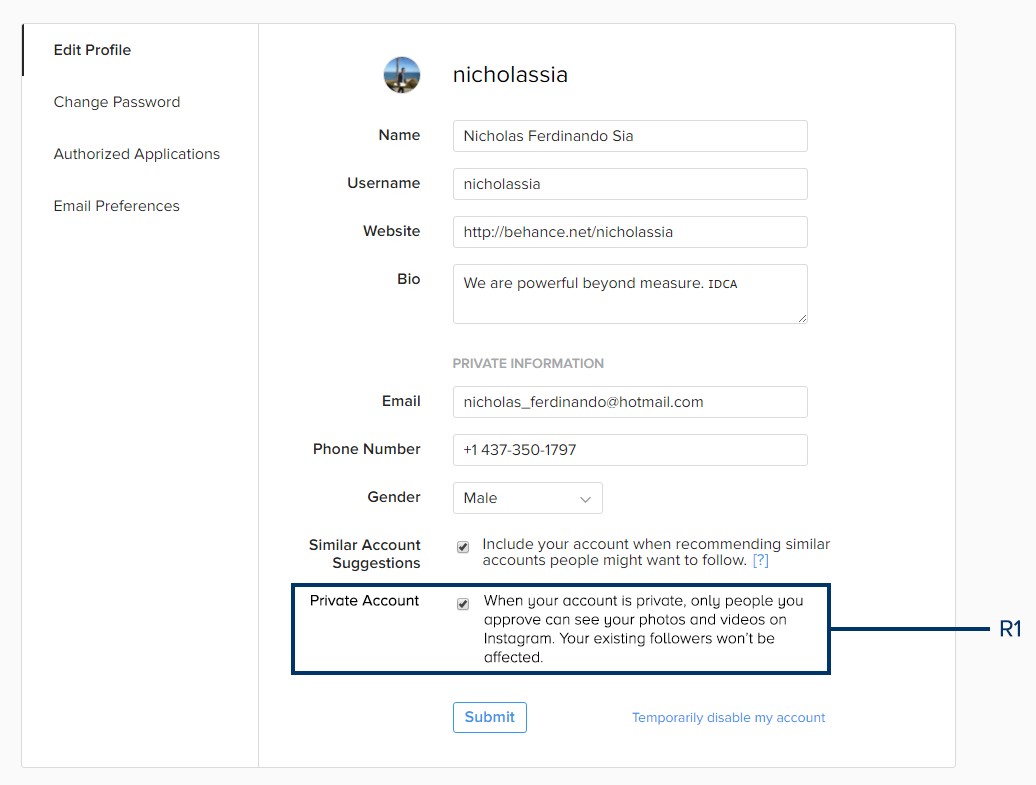 Edit Profile
Change Password
Authorized Applications
Email Preferences
nicholassia
Name
Nicholas Ferdinando Sia
Username
nicholassia
Website
http://behance.net/nicholassia
Bio
We are powerful beyond measure. IDCA
PRIVATE INFORMATION
Email
nicholas_ferdinando@hotmail.com
Phone Number
+1 437-350-1797
Gender
Male
Similar Account
Suggestions
Include your account when recommending similar
accounts people might want to follow. [?]
Private Account
When your account is private, only people you
approve can see your photos and videos on
Instagram. Your existing followers won't be
affected.
R1
Submit
Temporarily disable my account